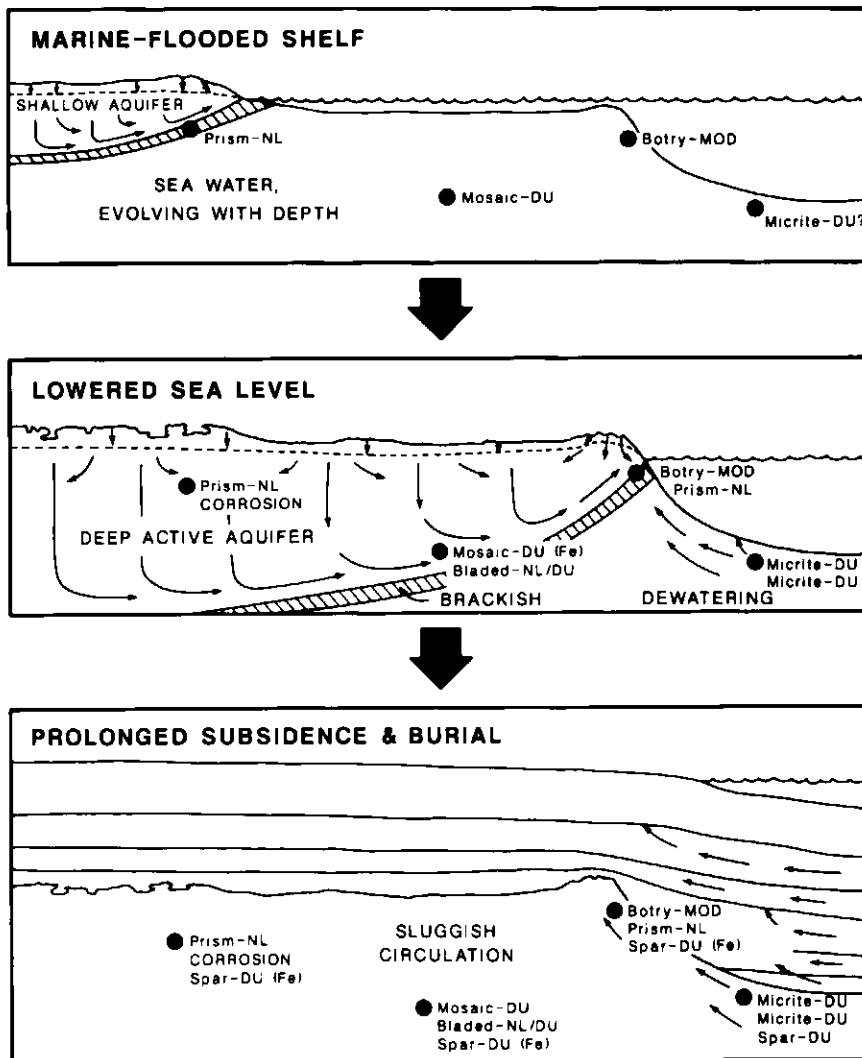 MARINE-FLOODED SHELF
SHALLOW AQUIFER
Prism-NL
Botry-MOD
SEA WATER,
EVOLVING WITH DEPTH
Mosaic-DU
Micrite-DU?
LOWERED SEA LEVEL
Prism-NL
CORROSION
Botry-MOD
Prism-NL
DEEP ACTIVE AQUIFER
Mosaic-DU (Fe)
Bladed-NL/DU
Micrite-DU
Micrite-DU
BRACKISH
DEWATERING
PROLONGED SUBSIDENCE & BURIAL
Botry-MOD
Prism-NL
Spar-DU (Fe)
Prism-NL
CORROSION
Spar-DU (Fe)
SLUGGISH
CIRCULATION
Mosaic-DU
Bladed-NL/DU
Spar-DU (Fe)
Micrite-DU
Micrite-DU
Spar-DU